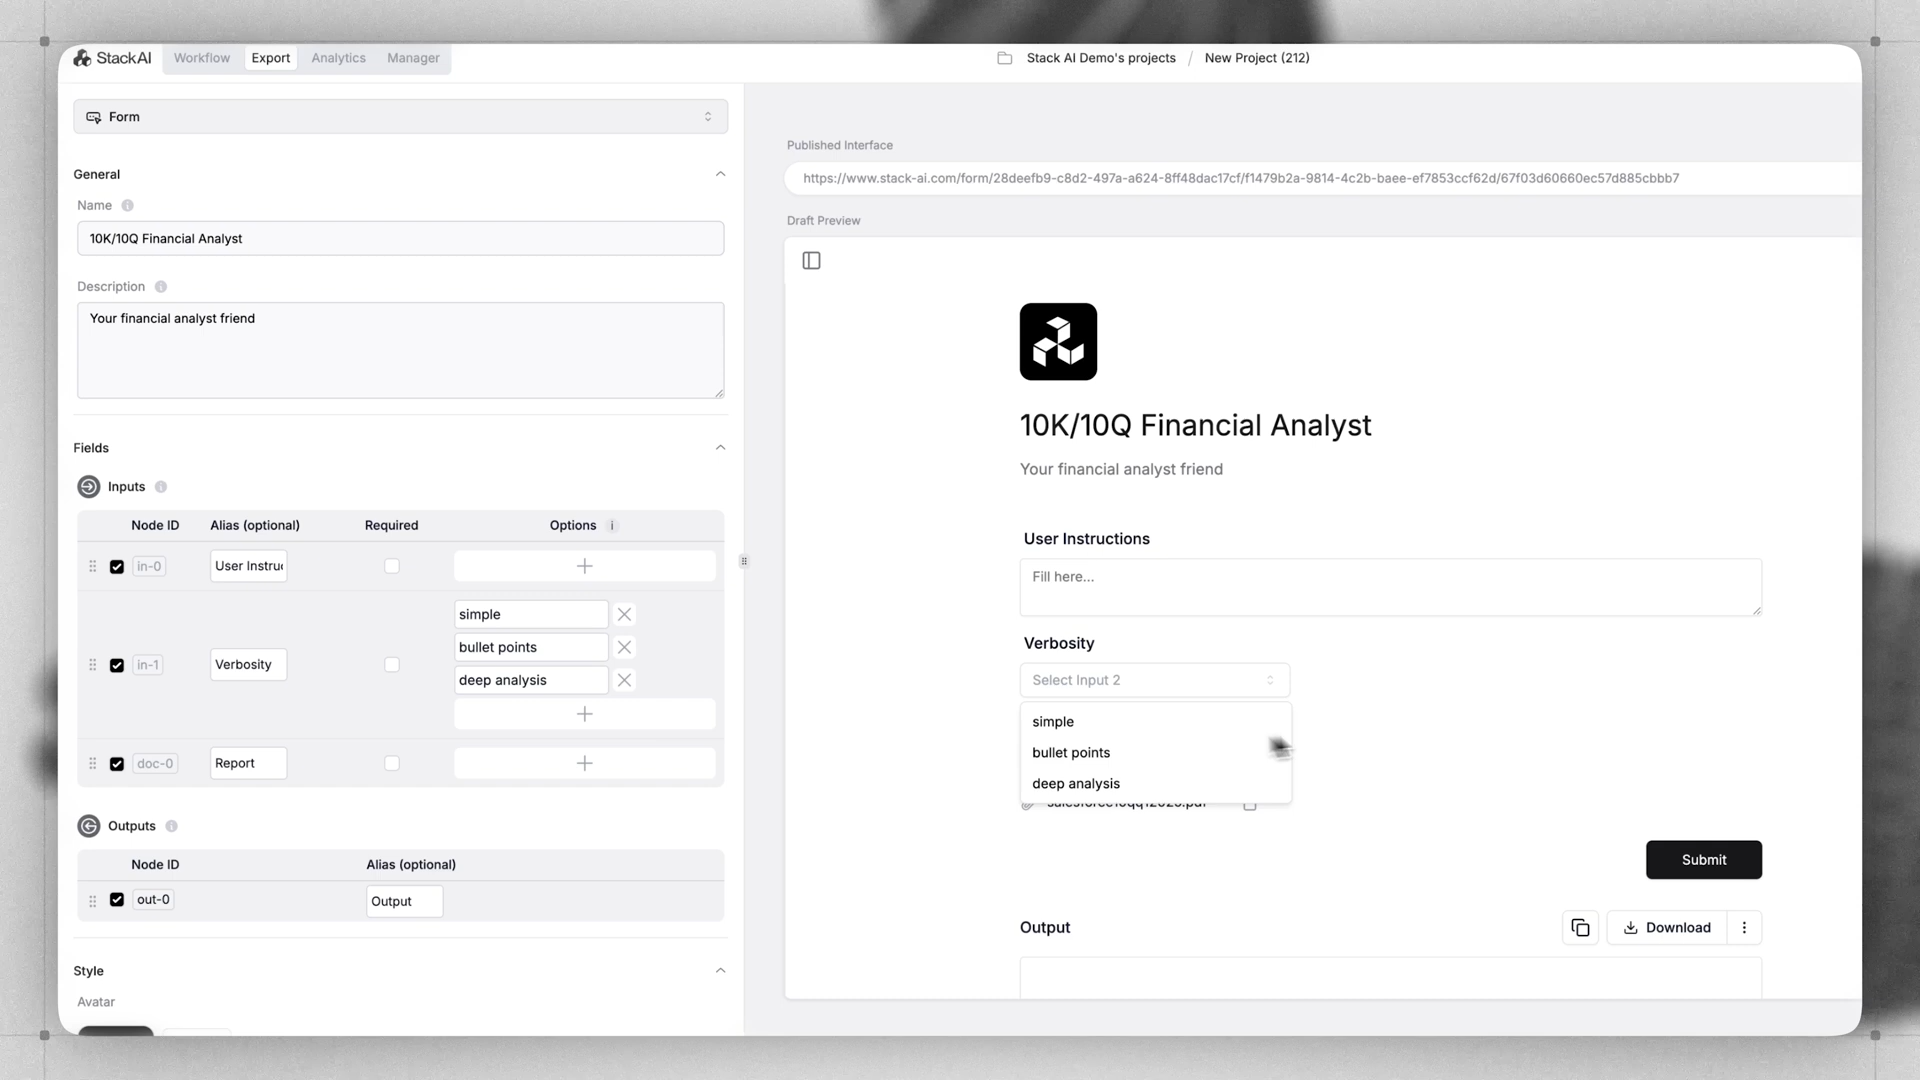 StackAI Workflow Export Analytics Manager
Stack AI Demo's projects / New Project (212)
Form
General
Name
10K/10Q Financial Analyst
Description
Your financial analyst friend
Fields
Inputs
Node ID Alias (optional) Required Options
in-0 User Instruc
simple
bullet points
in-1 Verbosity
deep analysis
doc-0 Report
Outputs
Node ID Alias (optional)
out-0 Output
Style
Avatar
Published Interface
https://www.stack-ai.com/form/28deefb9-c8d2-497a-a624-8ff48dac17cf/f1479b2a-9814-4c2b-baee-ef7853ccf62d/67f03d60660ec57d885cbbb7
Draft Preview
10K/10Q Financial Analyst
Your financial analyst friend
User Instructions
Fill here...
Verbosity
Select Input 2
simple
bullet points
deep analysis
Submit
Output Download